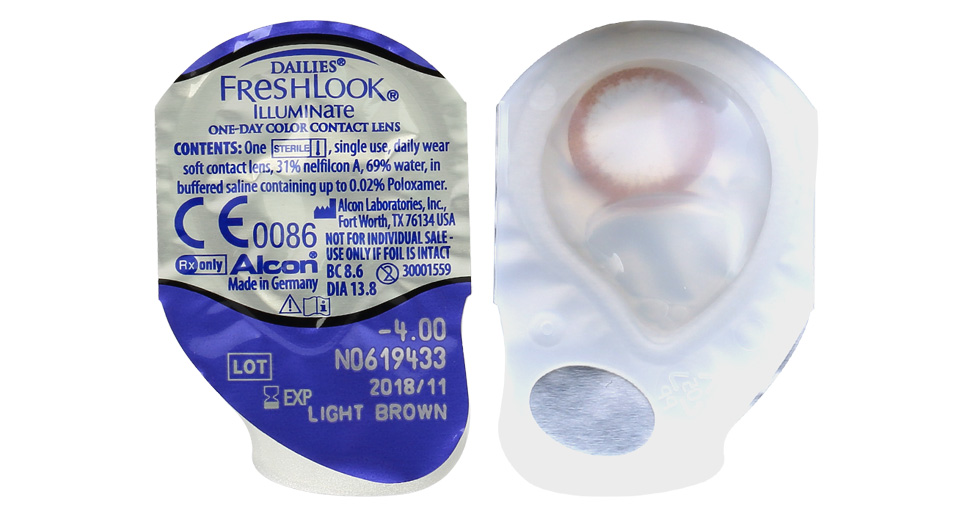 DAILIES®
FRESHLOOK®
ILLUMINATE
ONE-DAY COLOR CONTACT LENS
CONTENTS: One STERILE, single use, daily wear
soft contact lens, 31% nelfilcon A, 69% water, in
buffered saline containing up to 0.02% Poloxamer.
CE 0086
Alcon Laboratories, Inc.,
Fort Worth, TX 76134 USA
NOT FOR INDIVIDUAL SALE -
USE ONLY IF FOIL IS INTACT
Rx only Alcon®
BC 8.6 30001559
Made in Germany
DIA 13.8
-4.00
LOT N0619433
EXP 2018/11
LIGHT BROWN